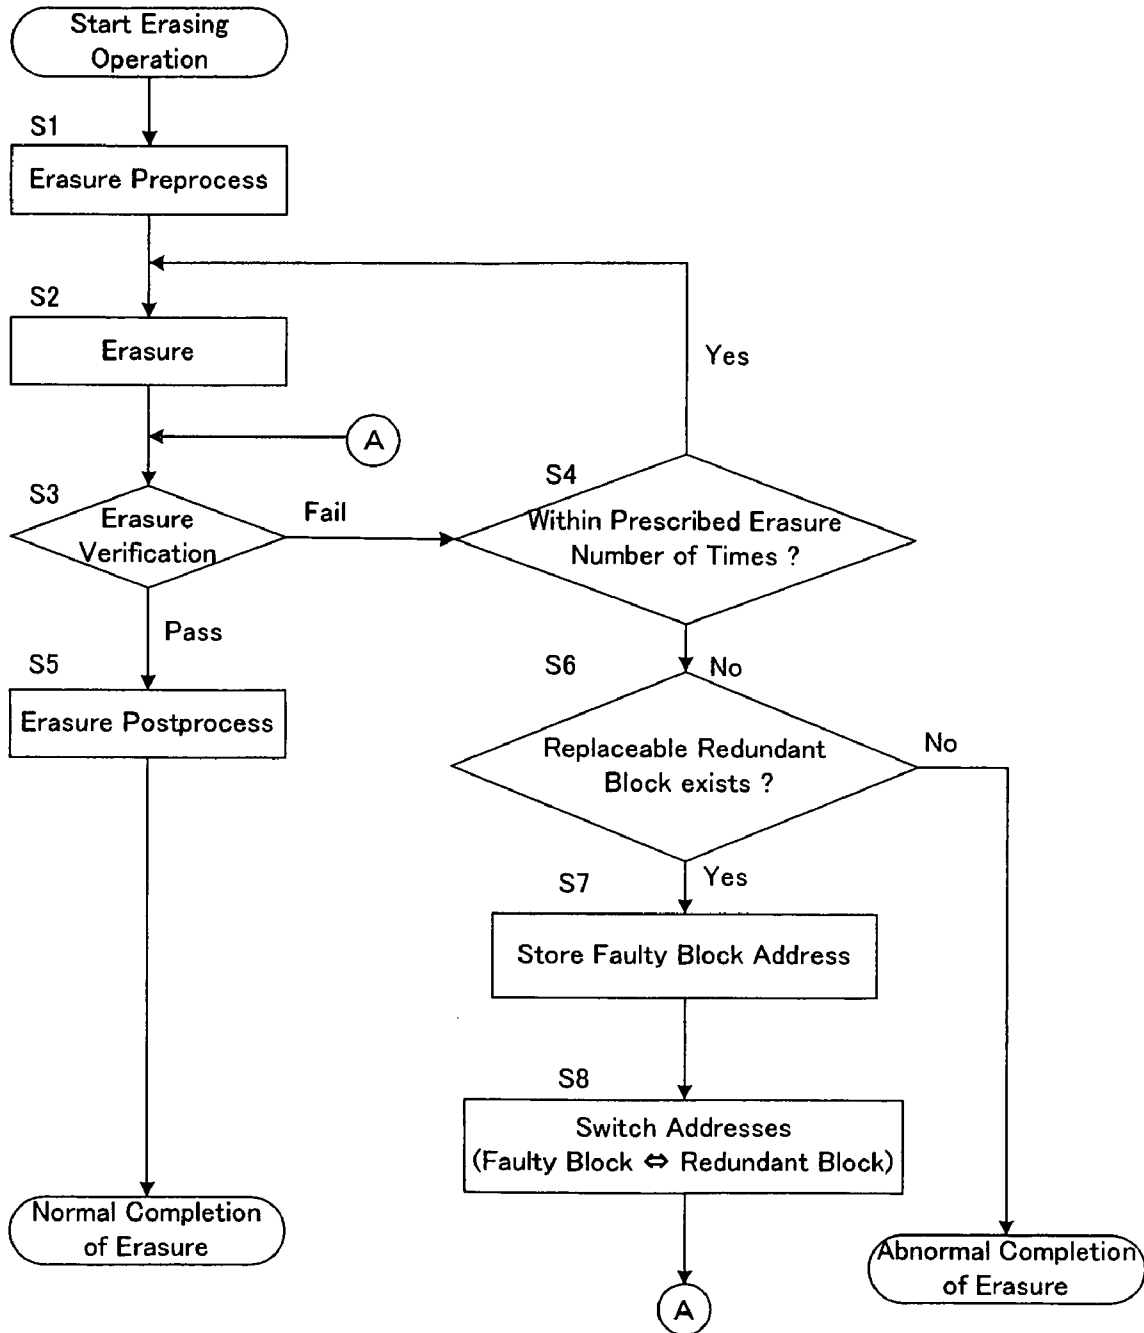 Start Erasing
Operation
S1
Erasure Preprocess
S2
Erasure
Yes
A
S3
Erasure
Verification
Fail
S4
Within Prescribed Erasure
Number of Times ?
Pass
S5
Erasure Postprocess
S6
No
Replaceable Redundant
Block exists ?
No
S7
Yes
Store Faulty Block Address
S8
Switch Addresses
(Faulty Block ⇔ Redundant Block)
Normal Completion
of Erasure
Abnormal Completion
of Erasure
A